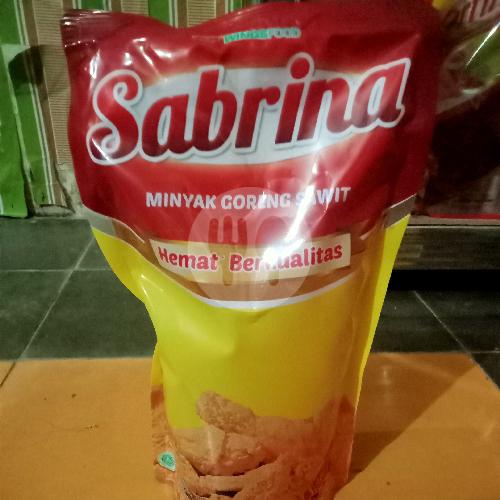 WINGSFOOD
Sabrina
MINYAK GORENG SAWIT
Hemat Berkualitas